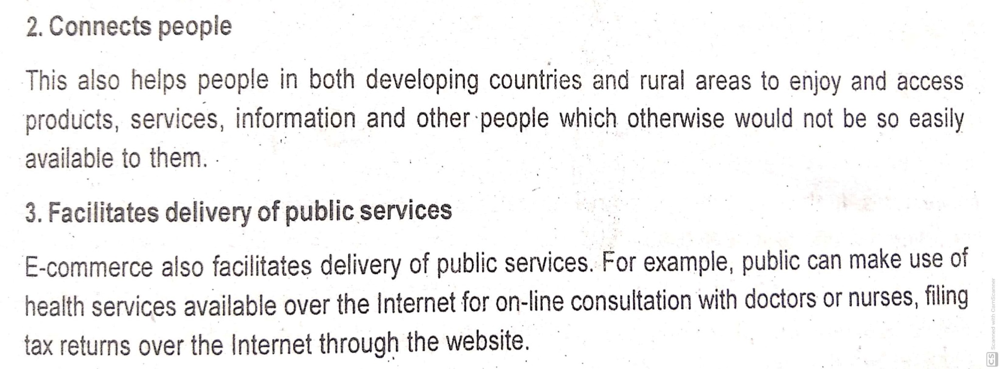 2. Connects people
This also helps people in both developing countries and rural areas to enjoy and access
products, services, information and other people which otherwise would not be so easily
available to them.
3. Facilitates delivery of public services
E-commerce also facilitates delivery of public services. For example, public can make use of
health services available over the Internet for on-line consultation with doctors or nurses, filing
tax returns over the Internet through the website.
CS Scanned with CamScanner